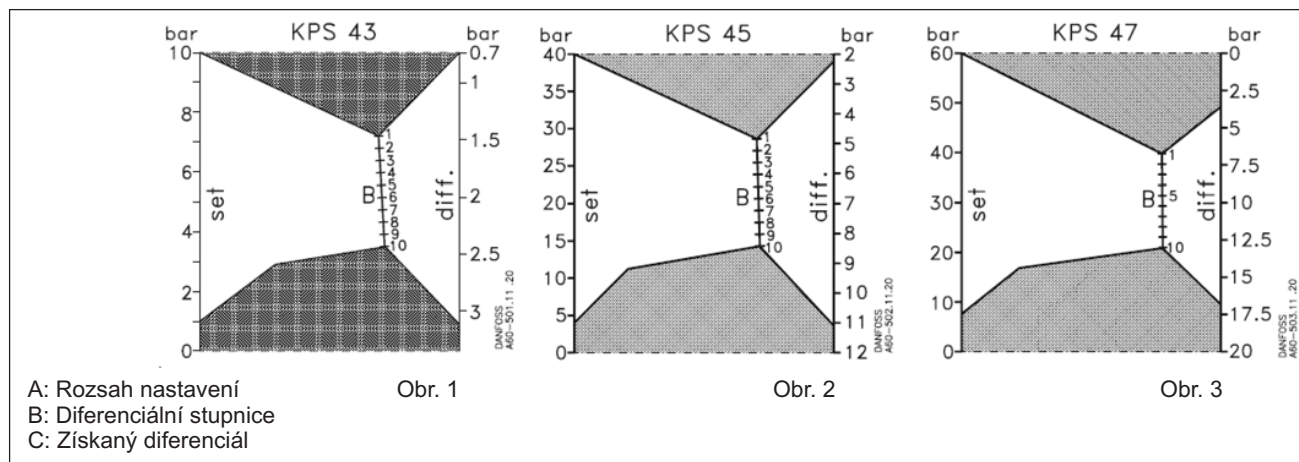 bar KPS 43 bar
10
8
6
4
2
0
set
B
1
2
3
4
5
6
7
8
9
10
diff.
0.7
1
1.5
2
2.5
3
DANFOSS
A60-501.11 .20
bar KPS 45 bar
40
35
30
25
20
15
10
5
0
set
B
1
2
3
4
5
6
7
8
9
10
diff.
2
3
4
5
6
7
8
9
10
11
12
DANFOSS
A60-502.11.20
bar KPS 47 bar
60
50
40
30
20
10
0
set
B
1
5
10
diff.
0
2.5
5
7.5
10
12.5
15
17.5
20
DANFOSS
A60-503.11 .20
A: Rozsah nastavení
B: Diferenciální stupnice
C: Získaný diferenciál
Obr. 1
Obr. 2
Obr. 3